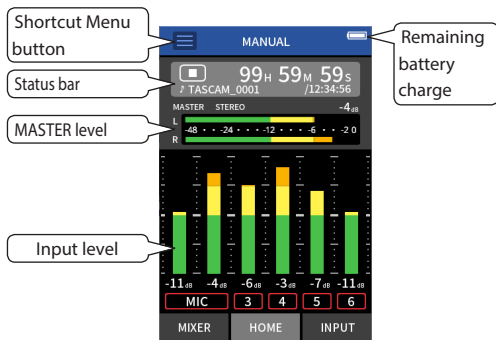 Shortcut Menu
button
Status bar
MASTER level
Input level
Remaining
battery
charge
MANUAL
99H 59M 59S
♪ TASCAM_0001 /12:34:56
MASTER STEREO -4dB
L
-48 • • -24 • • • -12 • • • -6 • • -2 0
R
-11dB -4dB -6dB -3dB -7dB -11dB
MIC 3 4 5 6
MIXER HOME INPUT